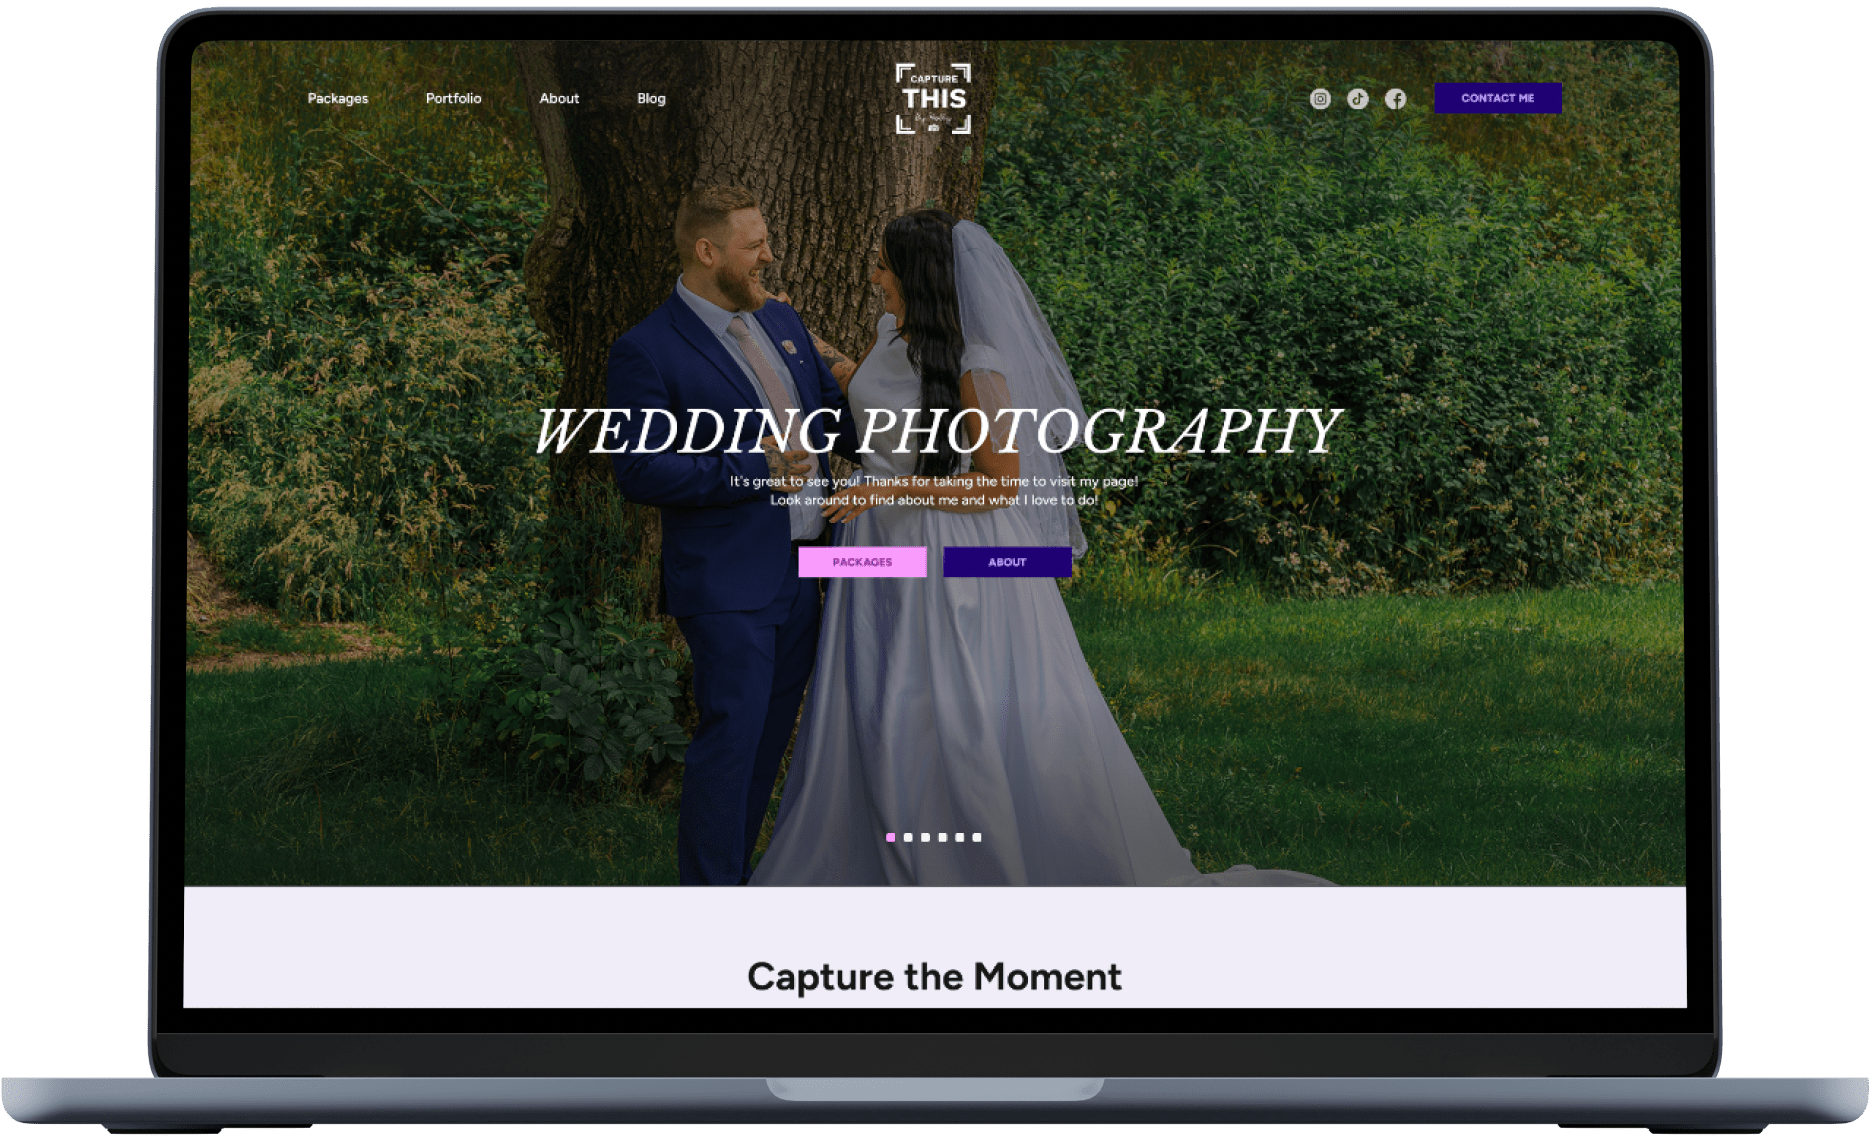 Packages
Portfolio
About
Blog
CAPTURE
THIS
CONTACT ME
WEDDING PHOTOGRAPHY
It's great to see you! Thanks for taking the time to visit my page!
Look around to find about me and what I love to do!
PACKAGES
ABOUT
Capture the Moment